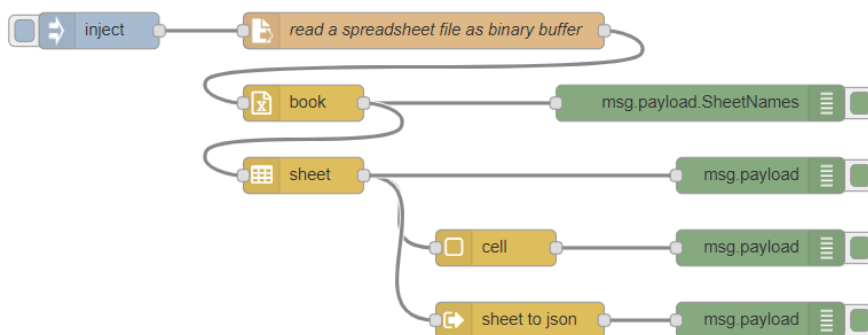 inject
read a spreadsheet file as binary buffer
book
msg.payload.SheetNames
sheet
msg.payload
cell
msg.payload
sheet to json
msg.payload